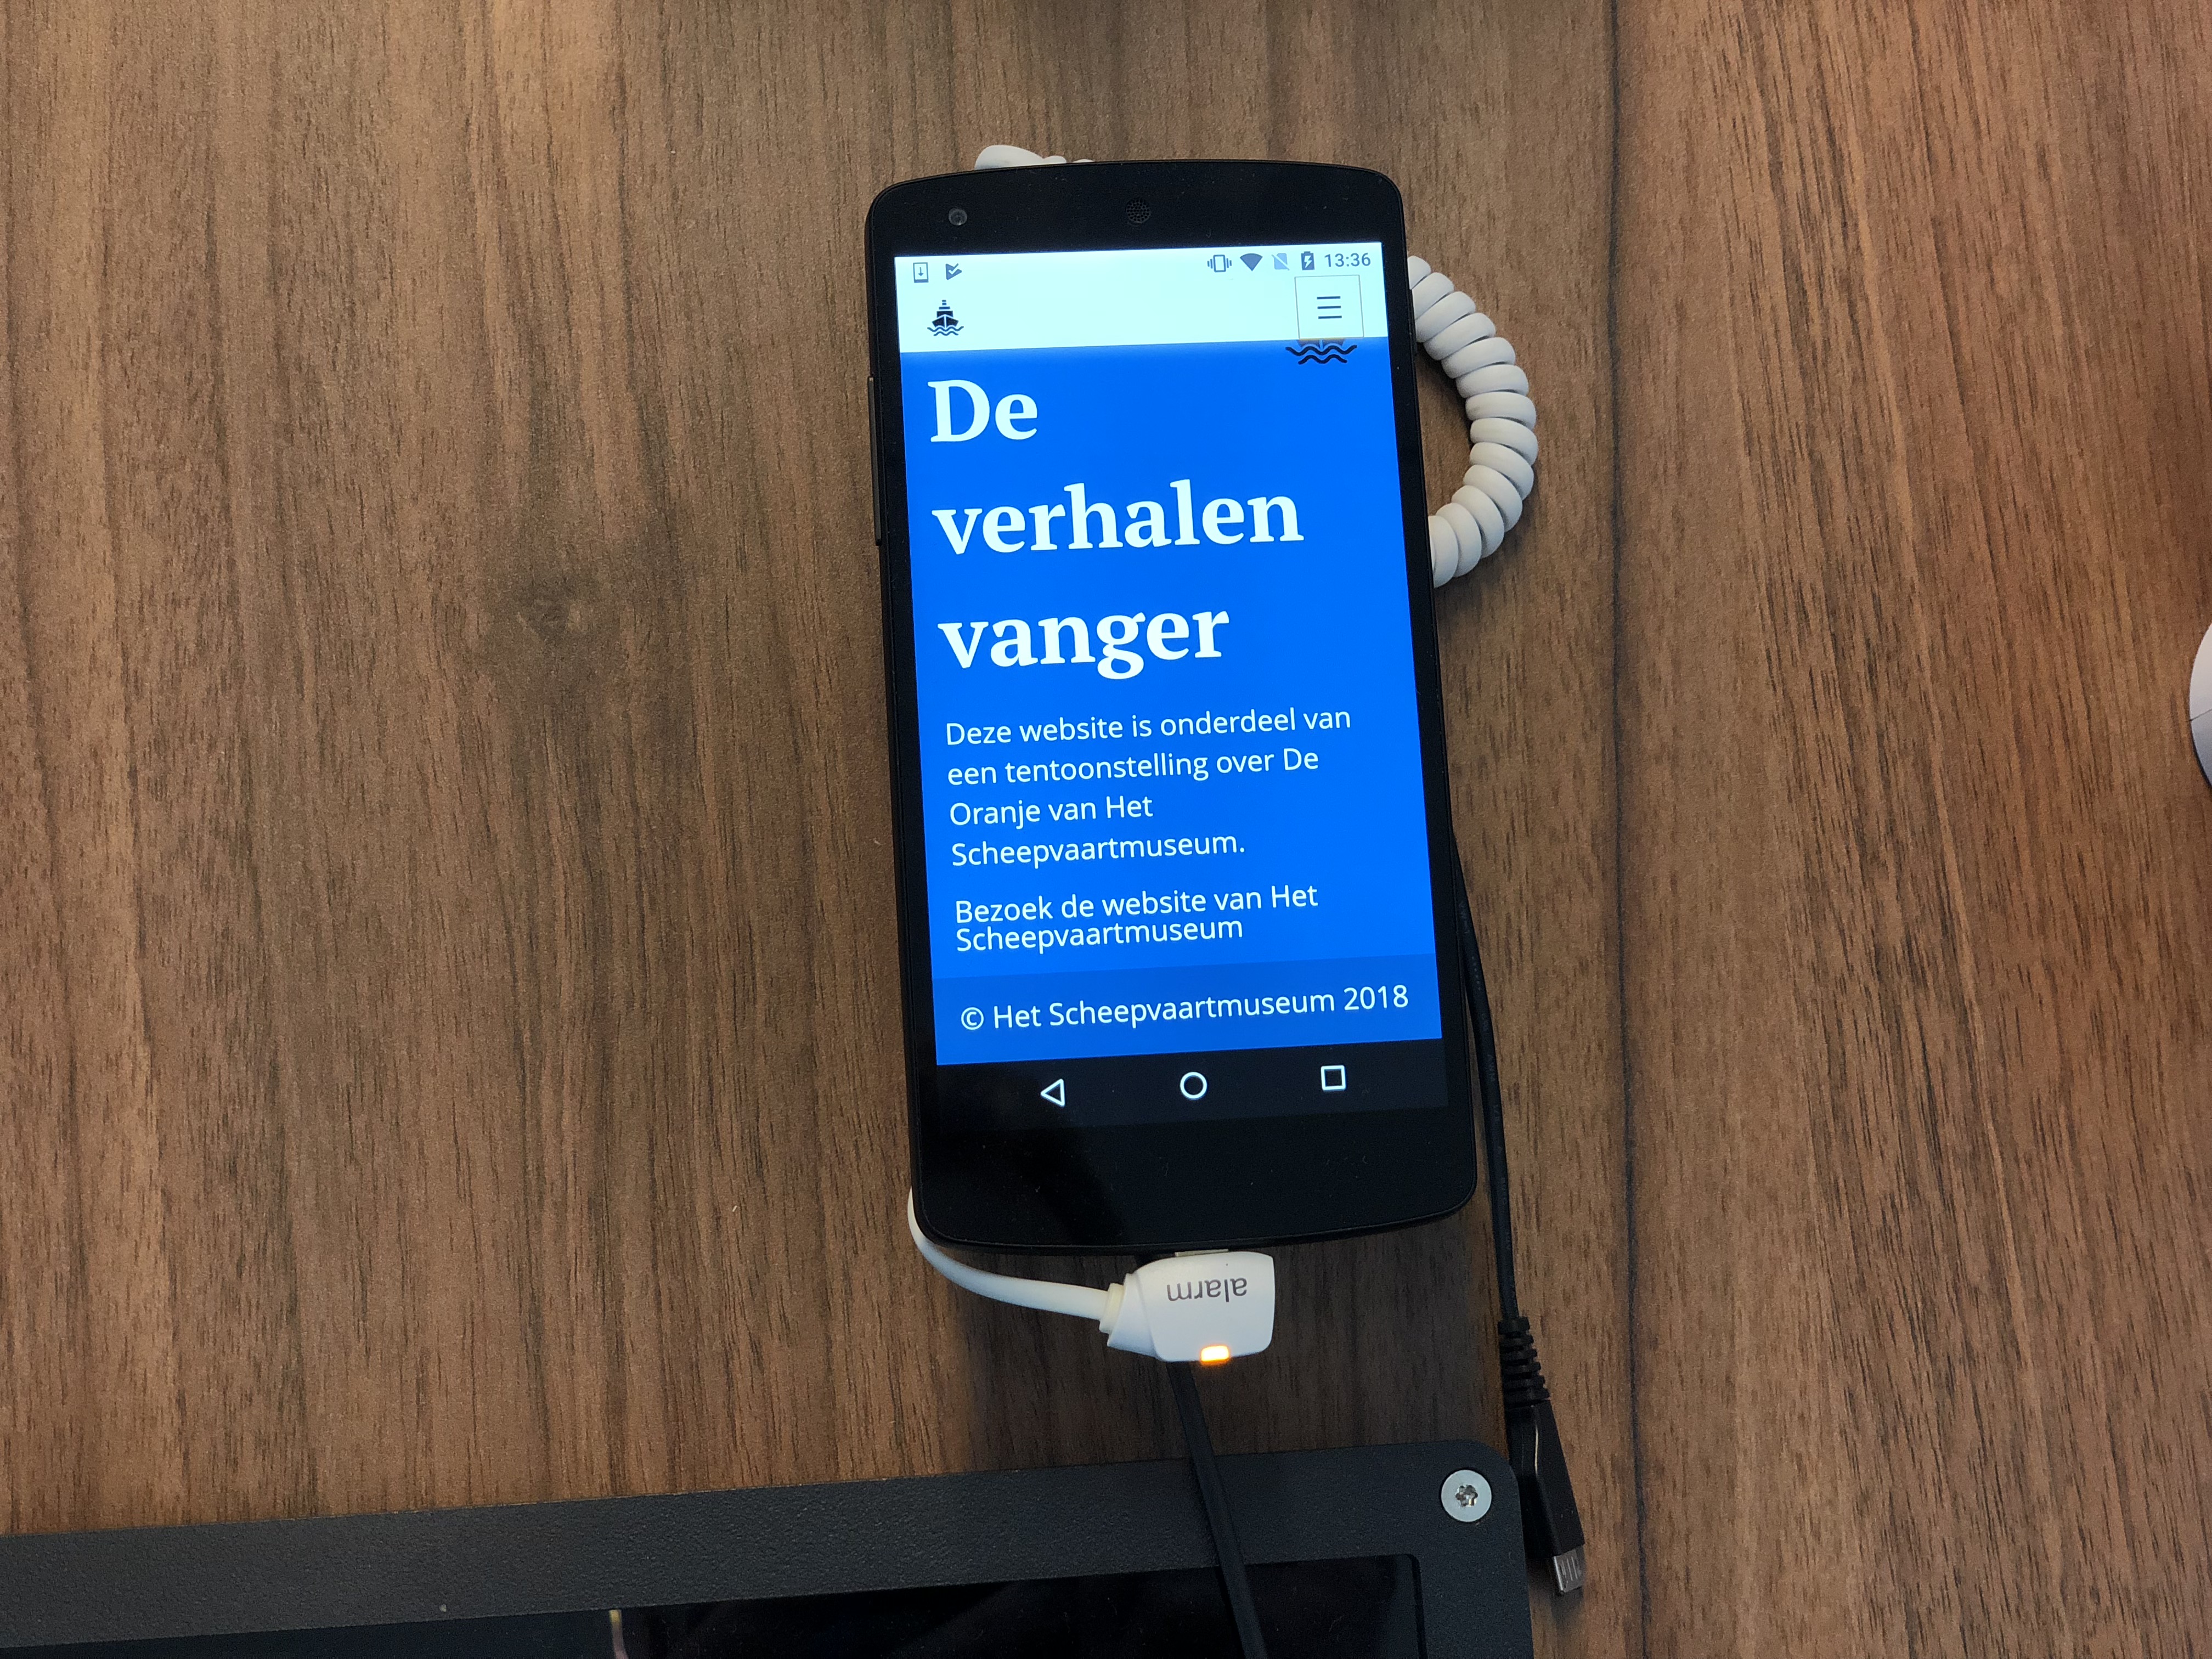 13:36
De
verhalen
vanger
Deze website is onderdeel van
een tentoonstelling over De
Oranje van Het
Scheepvaartmuseum.
Bezoek de website van Het
Scheepvaartmuseum
© Het Scheepvaartmuseum 2018
alarm